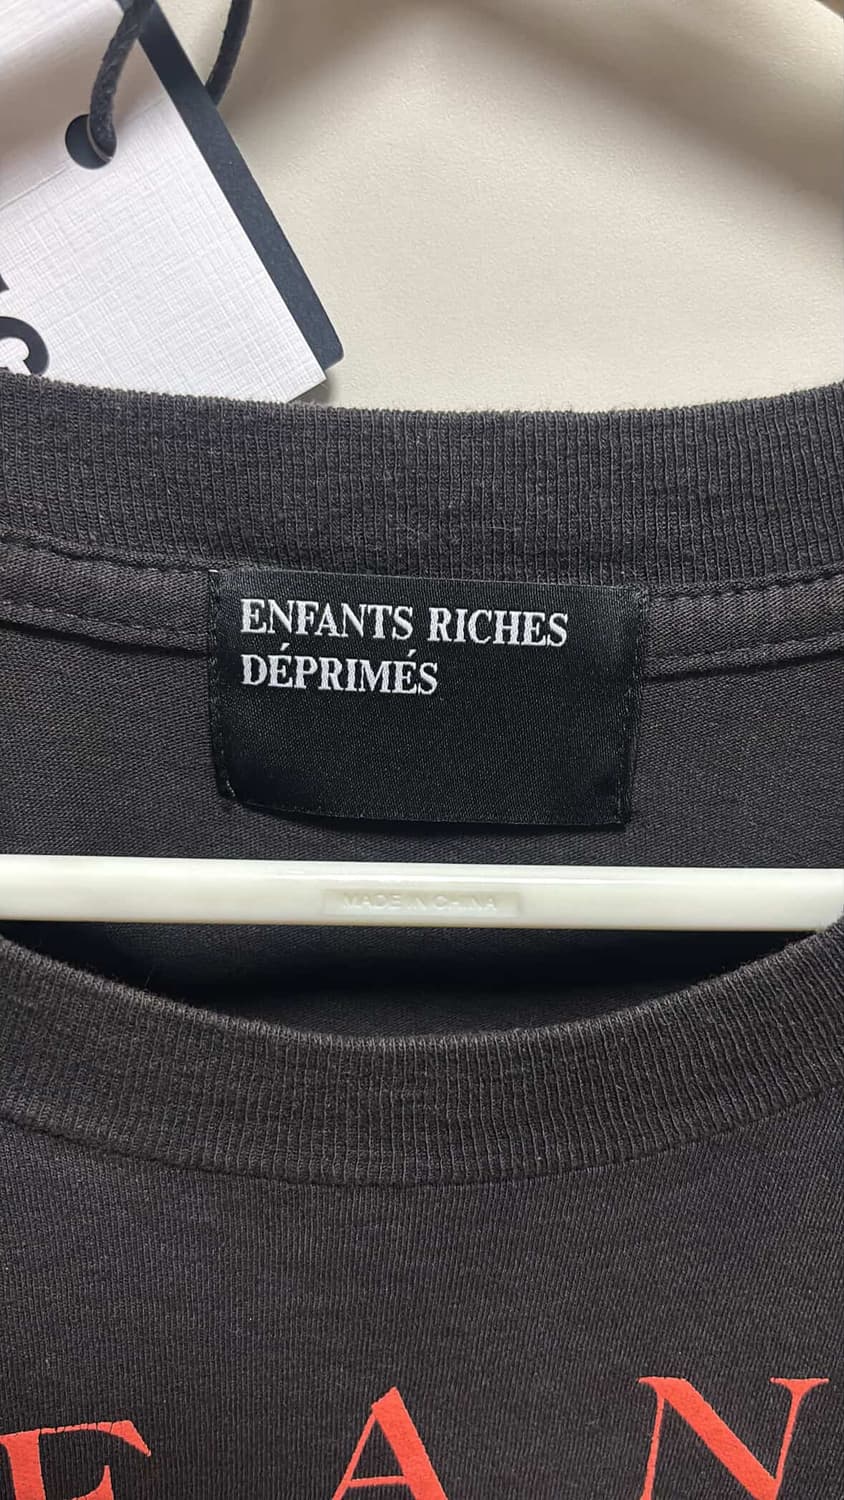 ENFANTS RICHES
DÉPRIMÉS
MADE IN CHINA
F A N